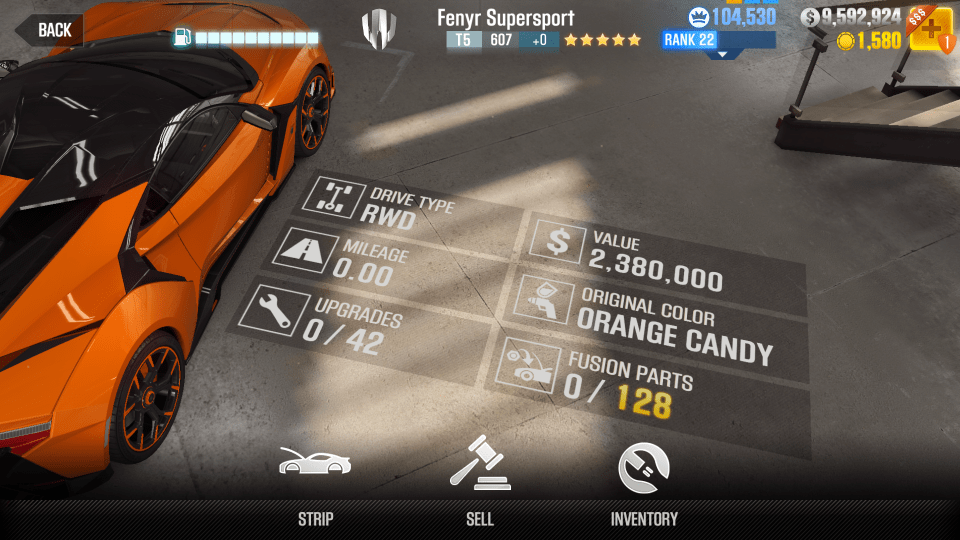 BACK
Fenyr Supersport
T5 607 +0
104,530
RANK 22
$ 9,592,924
1,580
$$$
1
DRIVE TYPE
RWD
MILEAGE
0.00
UPGRADES
0 / 42
$ VALUE
2,380,000
ORIGINAL COLOR
ORANGE CANDY
FUSION PARTS
0 / 128
STRIP
SELL
INVENTORY